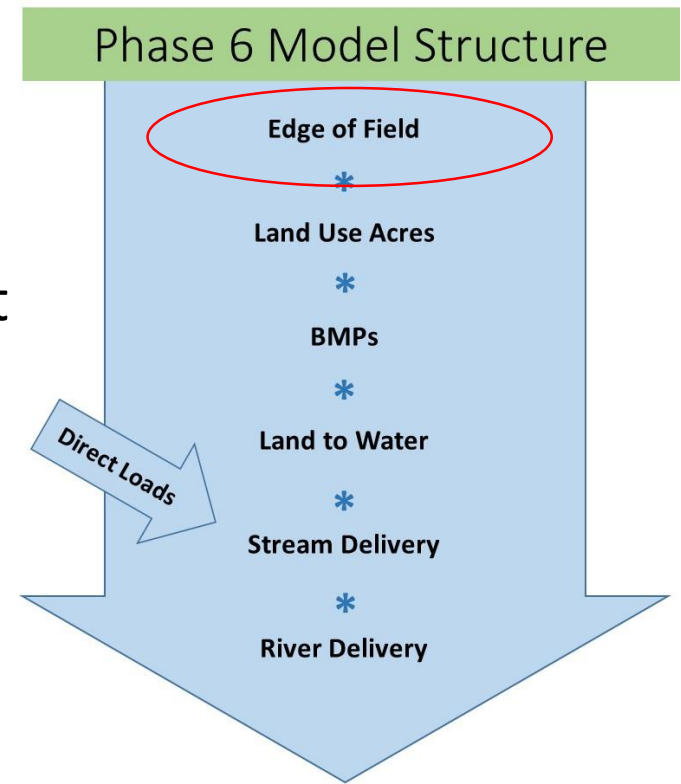 Phase 6 Model Structure
Edge of Field
*
Land Use Acres
*
BMPs
*
Land to Water
Direct Loads
*
Stream Delivery
*
River Delivery